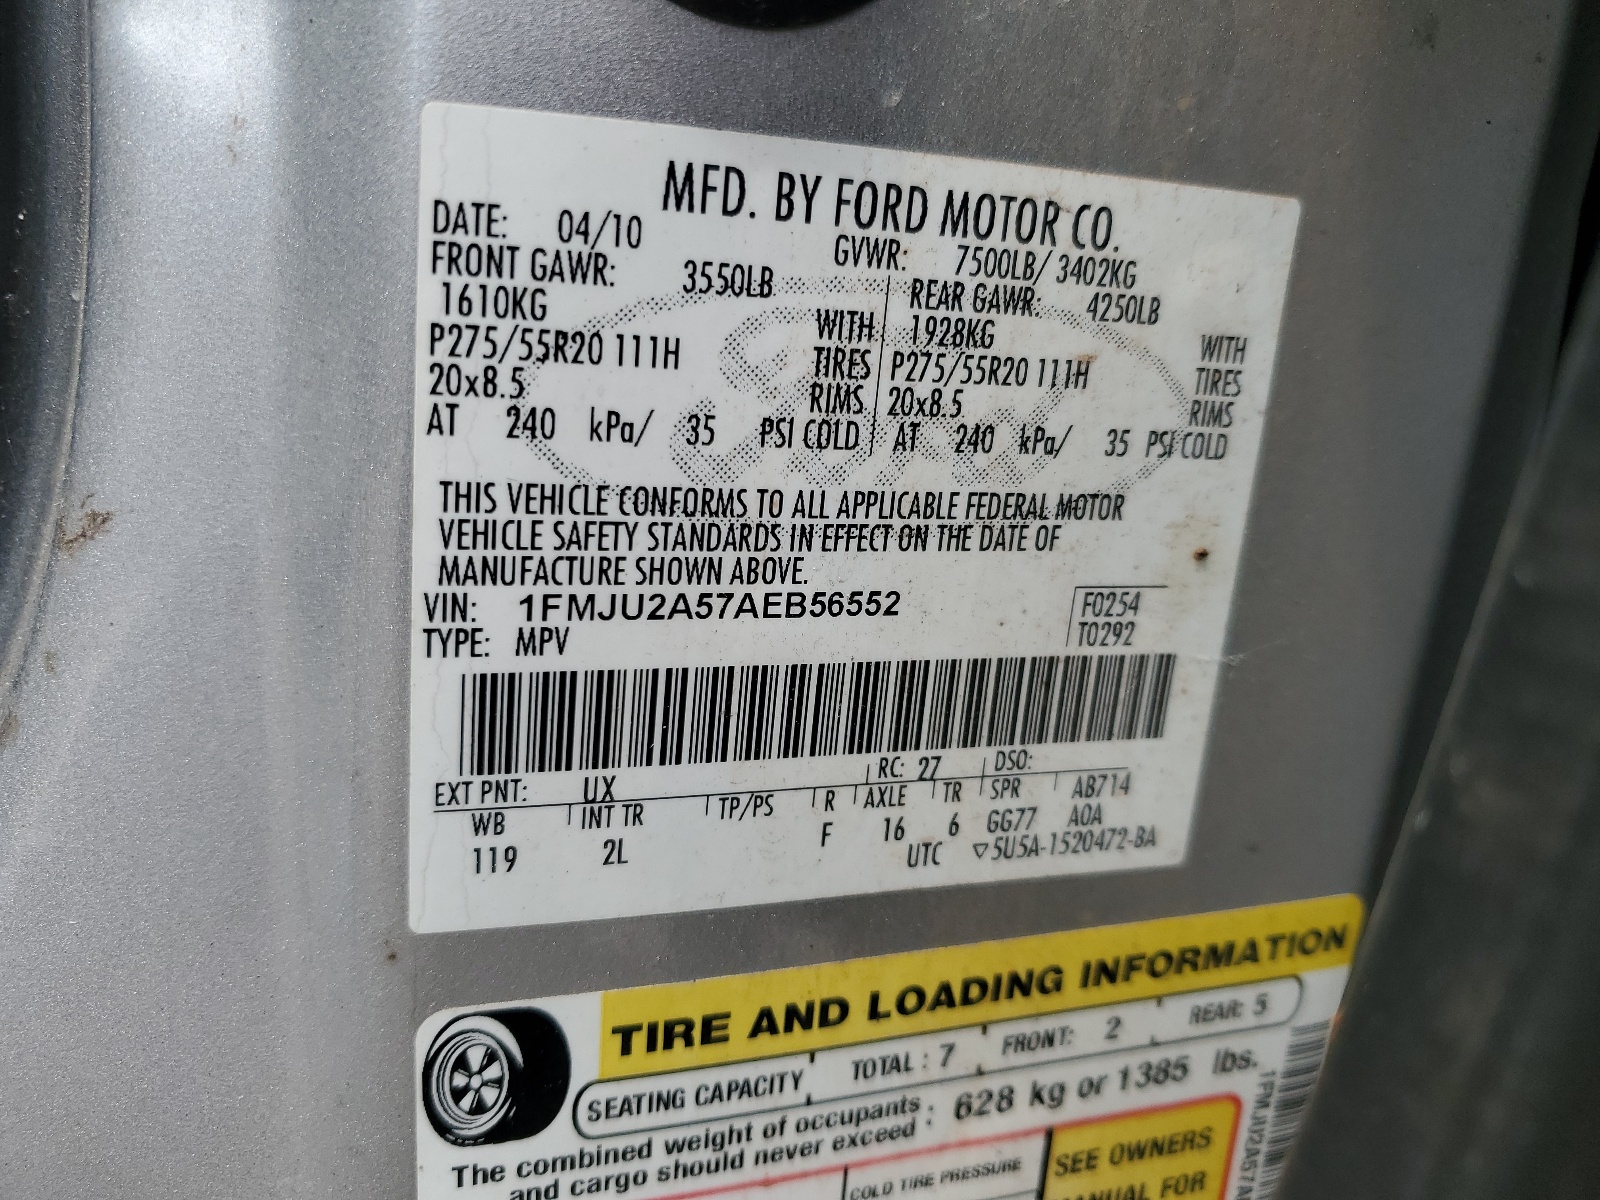 MFD. BY FORD MOTOR CO.
DATE: 04/10 GVWR: 7500LB/ 3402KG
FRONT GAWR: 3550LB REAR GAWR: 4250LB
1610KG WITH 1928KG WITH
P275/55R20 111H TIRES P275/55R20 111H TIRES
20x8.5 RIMS 20x8.5 RIMS
AT 240 kPa/ 35 PSI COLD AT 240 kPa/ 35 PSI COLD
THIS VEHICLE CONFORMS TO ALL APPLICABLE FEDERAL MOTOR
VEHICLE SAFETY STANDARDS IN EFFECT ON THE DATE OF
MANUFACTURE SHOWN ABOVE.
VIN: 1FMJU2A57AEB56552 F0254
TYPE: MPV T0292
EXT PNT: UX RC: 27 DSO:
WB INT TR TP/PS R AXLE TR SPR AB714
119 2L F 16 6 GG77 A0A
UTC ▽5U5A-1520472-BA
TIRE AND LOADING INFORMATION
SEATING CAPACITY TOTAL : 7 FRONT: 2 REAR: 5
The combined weight of occupants : 628 kg or 1385 lbs.
and cargo should never exceed :
COLD TIRE PRESSURE SEE OWNERS
MANUAL FOR